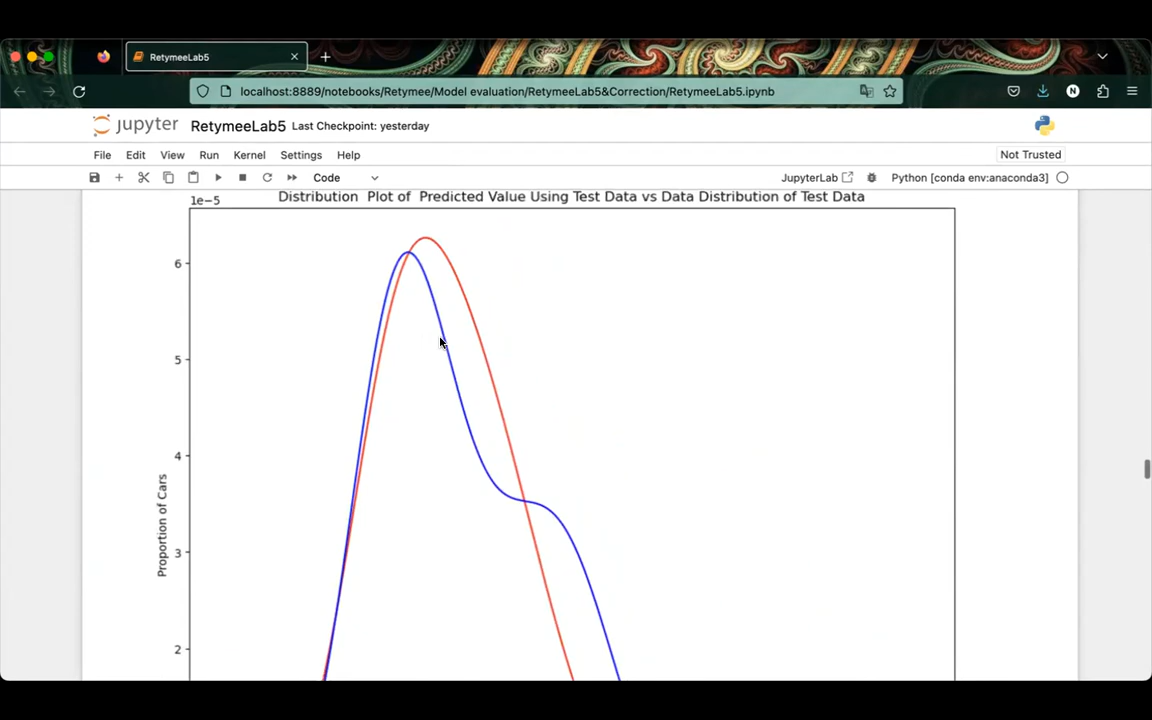 RetymeeLab5
localhost:8889/notebooks/Retymee/Model evaluation/RetymeeLab5&Correction/RetymeeLab5.ipynb
N
jupyter RetymeeLab5 Last Checkpoint: yesterday
File Edit View Run Kernel Settings Help Not Trusted
Code JupyterLab Python [conda env:anaconda3]
Distribution Plot of Predicted Value Using Test Data vs Data Distribution of Test Data
1e−5
6
5
4
3
2
Proportion of Cars